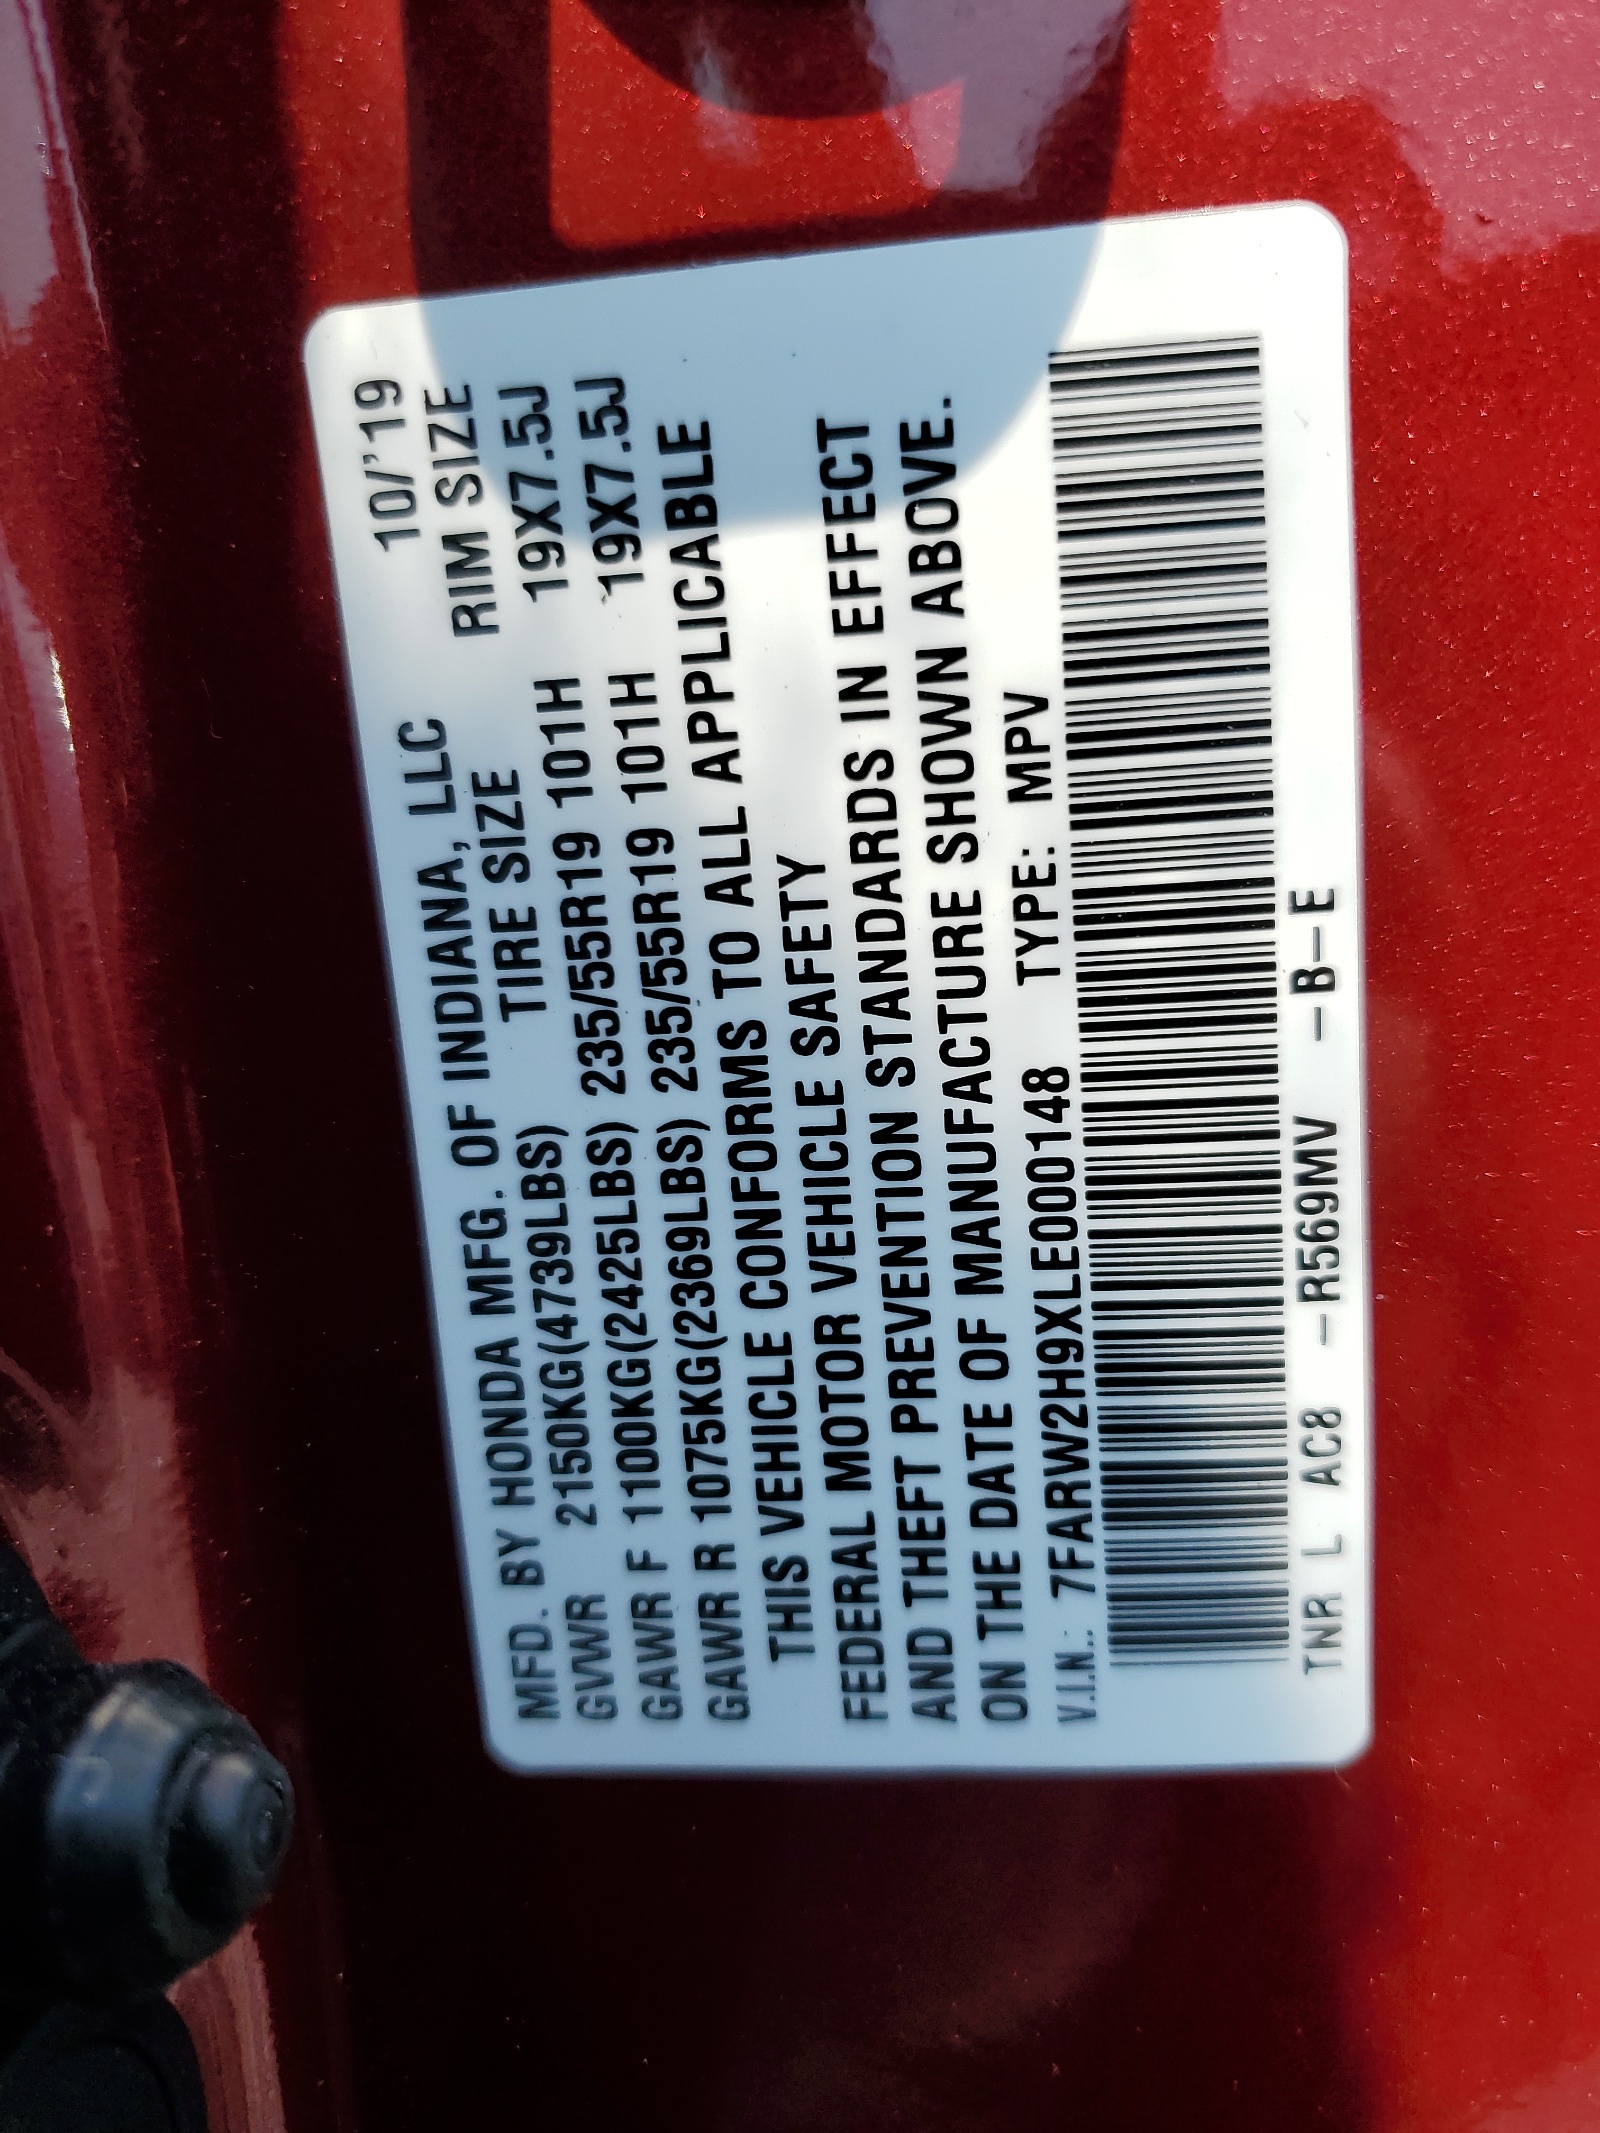 MFD. BY HONDA MFG. OF INDIANA, LLC 10/'19
TIRE SIZE RIM SIZE
GVWR 2150KG(4739LBS)
GAWR F 1100KG(2425LBS) 235/55R19 101H 19X7.5J
GAWR R 1075KG(2369LBS) 235/55R19 101H 19X7.5J
THIS VEHICLE CONFORMS TO ALL APPLICABLE
FEDERAL MOTOR VEHICLE SAFETY
AND THEFT PREVENTION STANDARDS IN EFFECT
ON THE DATE OF MANUFACTURE SHOWN ABOVE.
V.I.N.: 7FARW2H9XLE00148 TYPE: MPV
TNR L AC8 -R569MV -B-E